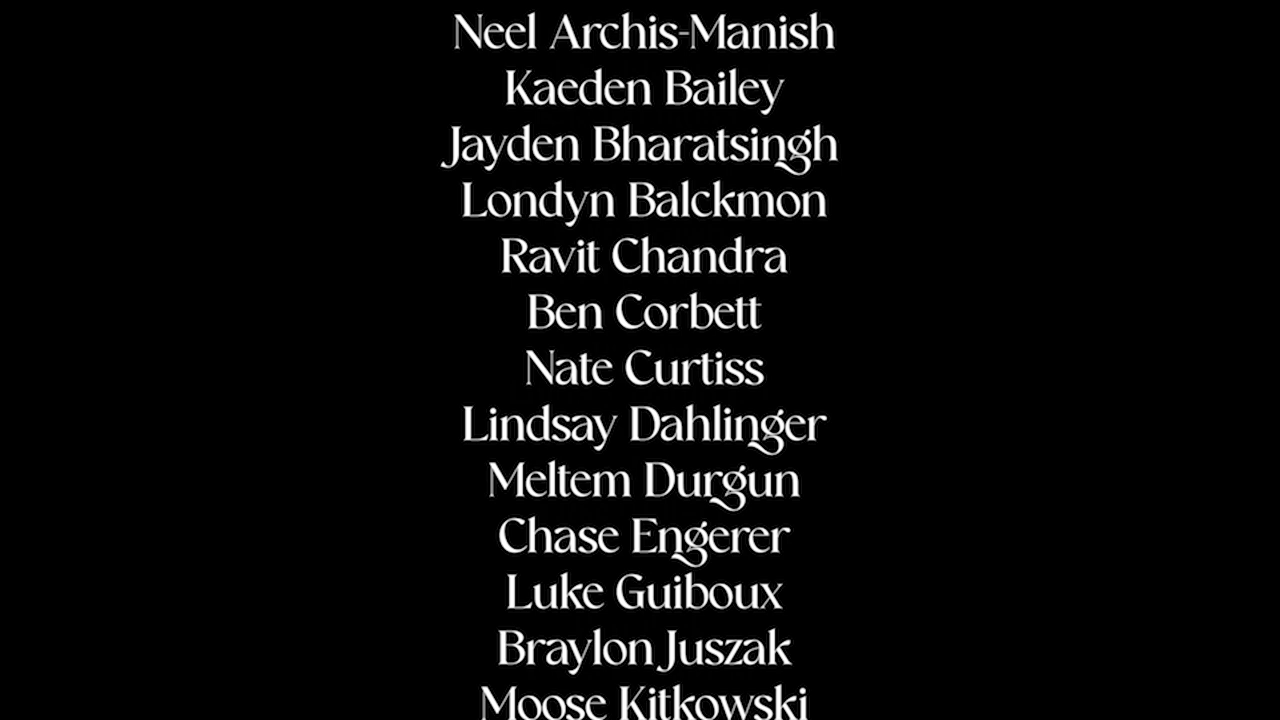 Neel Archis-Manish
Kaeden Bailey
Jayden Bharatsingh
Londyn Balckmon
Ravit Chandra
Ben Corbett
Nate Curtiss
Lindsay Dahlinger
Meltem Durgun
Chase Engerer
Luke Guiboux
Braylon Juszak
Moose Kitkowski